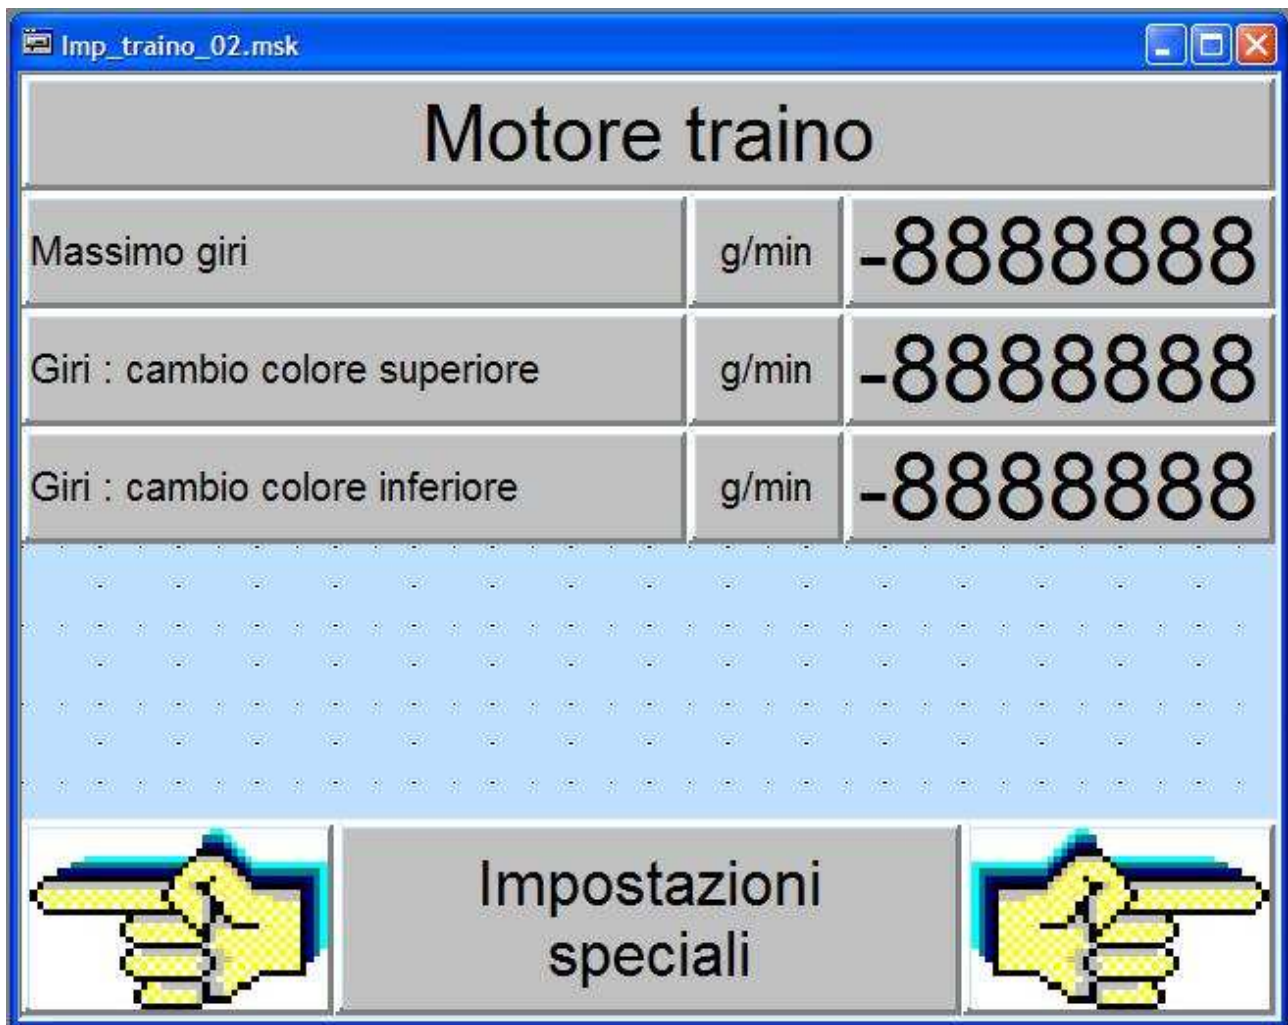 Imp_traino_02.msk
Motore traino
Massimo giri g/min -8888888
Giri : cambio colore superiore g/min -8888888
Giri : cambio colore inferiore g/min -8888888
Impostazioni
speciali